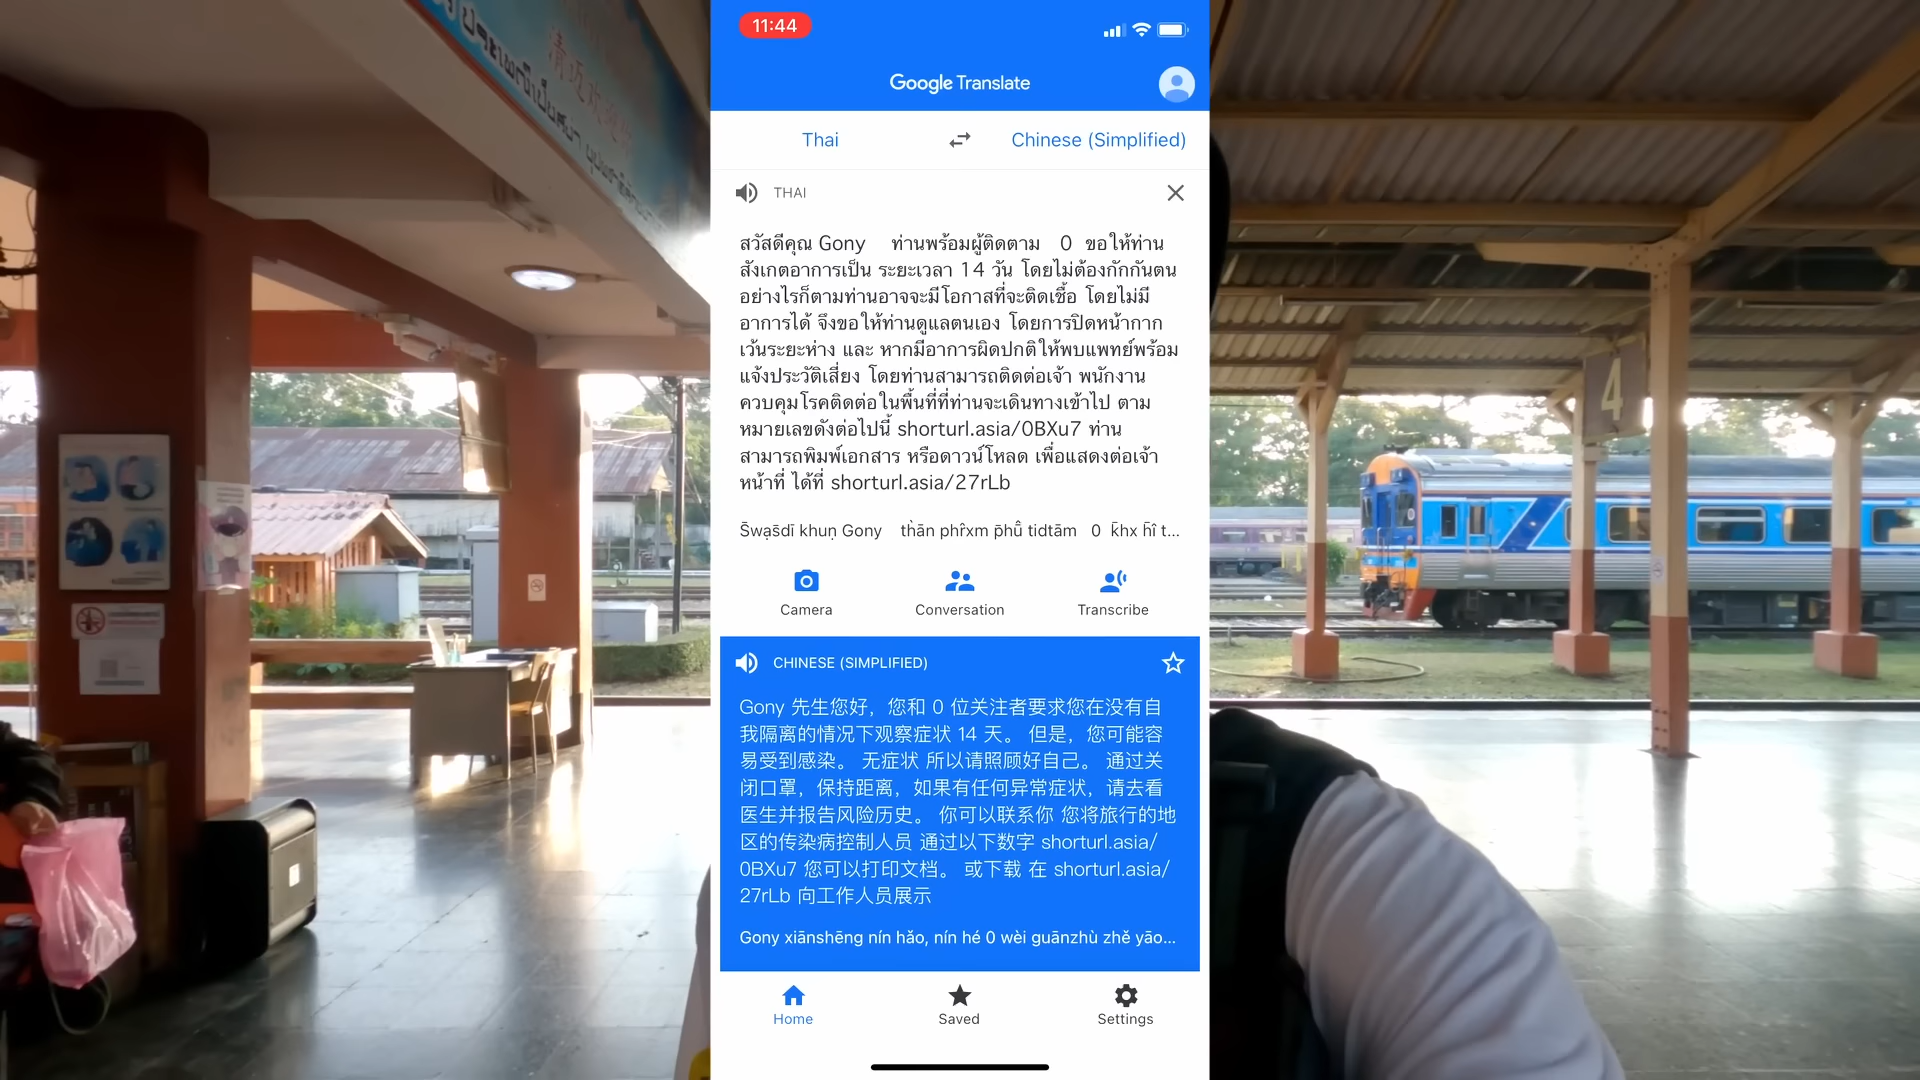 清迈欢迎您
11:44
Google Translate
Thai
Chinese (Simplified)
THAI
สวัสดีคุณ Gony ท่านพร้อมผู้ติดตาม 0 ขอให้ท่าน
สังเกตอาการเป็น ระยะเวลา 14 วัน โดยไม่ต้องกักกันตน
อย่างไรก็ตามท่านอาจจะมีโอกาสที่จะติดเชื้อ โดยไม่มี
อาการได้ จึงขอให้ท่านดูแลตนเอง โดยการปิดหน้ากาก
เว้นระยะห่าง และ หากมีอาการผิดปกติให้พบแพทย์พร้อม
แจ้งประวัติเสี่ยง โดยท่านสามารถติดต่อเจ้า พนักงาน
ควบคุมโรคติดต่อในพื้นที่ที่ท่านจะเดินทางเข้าไป ตาม
หมายเลขดังต่อไปนี้ shorturl.asia/0BXu7 ท่าน
สามารถพิมพ์เอกสาร หรือดาวน์โหลด เพื่อแสดงต่อเจ้า
หน้าที่ ได้ที่ shorturl.asia/27rLb
S̄wạs̄dī khuṇ Gony th̀ān phr̂xm p̄hū̂ tidtām 0 k̄hx h̄ı̂ t...
Camera
Conversation
Transcribe
CHINESE (SIMPLIFIED)
Gony 先生您好，您和 0 位关注者要求您在没有自
我隔离的情况下观察症状 14 天。 但是，您可能容
易受到感染。 无症状 所以请照顾好自己。 通过关
闭口罩，保持距离，如果有任何异常症状，请去看
医生并报告风险历史。 你可以联系你 您将旅行的地
区的传染病控制人员 通过以下数字 shorturl.asia/
0BXu7 您可以打印文档。 或下载 在 shorturl.asia/
27rLb 向工作人员展示
Gony xiānshēng nín hǎo, nín hé 0 wèi guānzhù zhě yāo...
Home
Saved
Settings
4